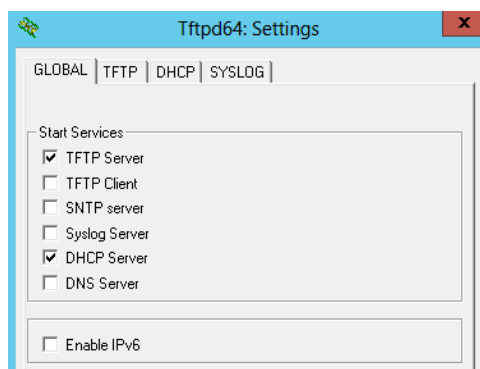 Tftpd64: Settings
x
GLOBAL TFTP DHCP SYSLOG
Start Services
TFTP Server
TFTP Client
SNTP server
Syslog Server
DHCP Server
DNS Server
Enable IPv6